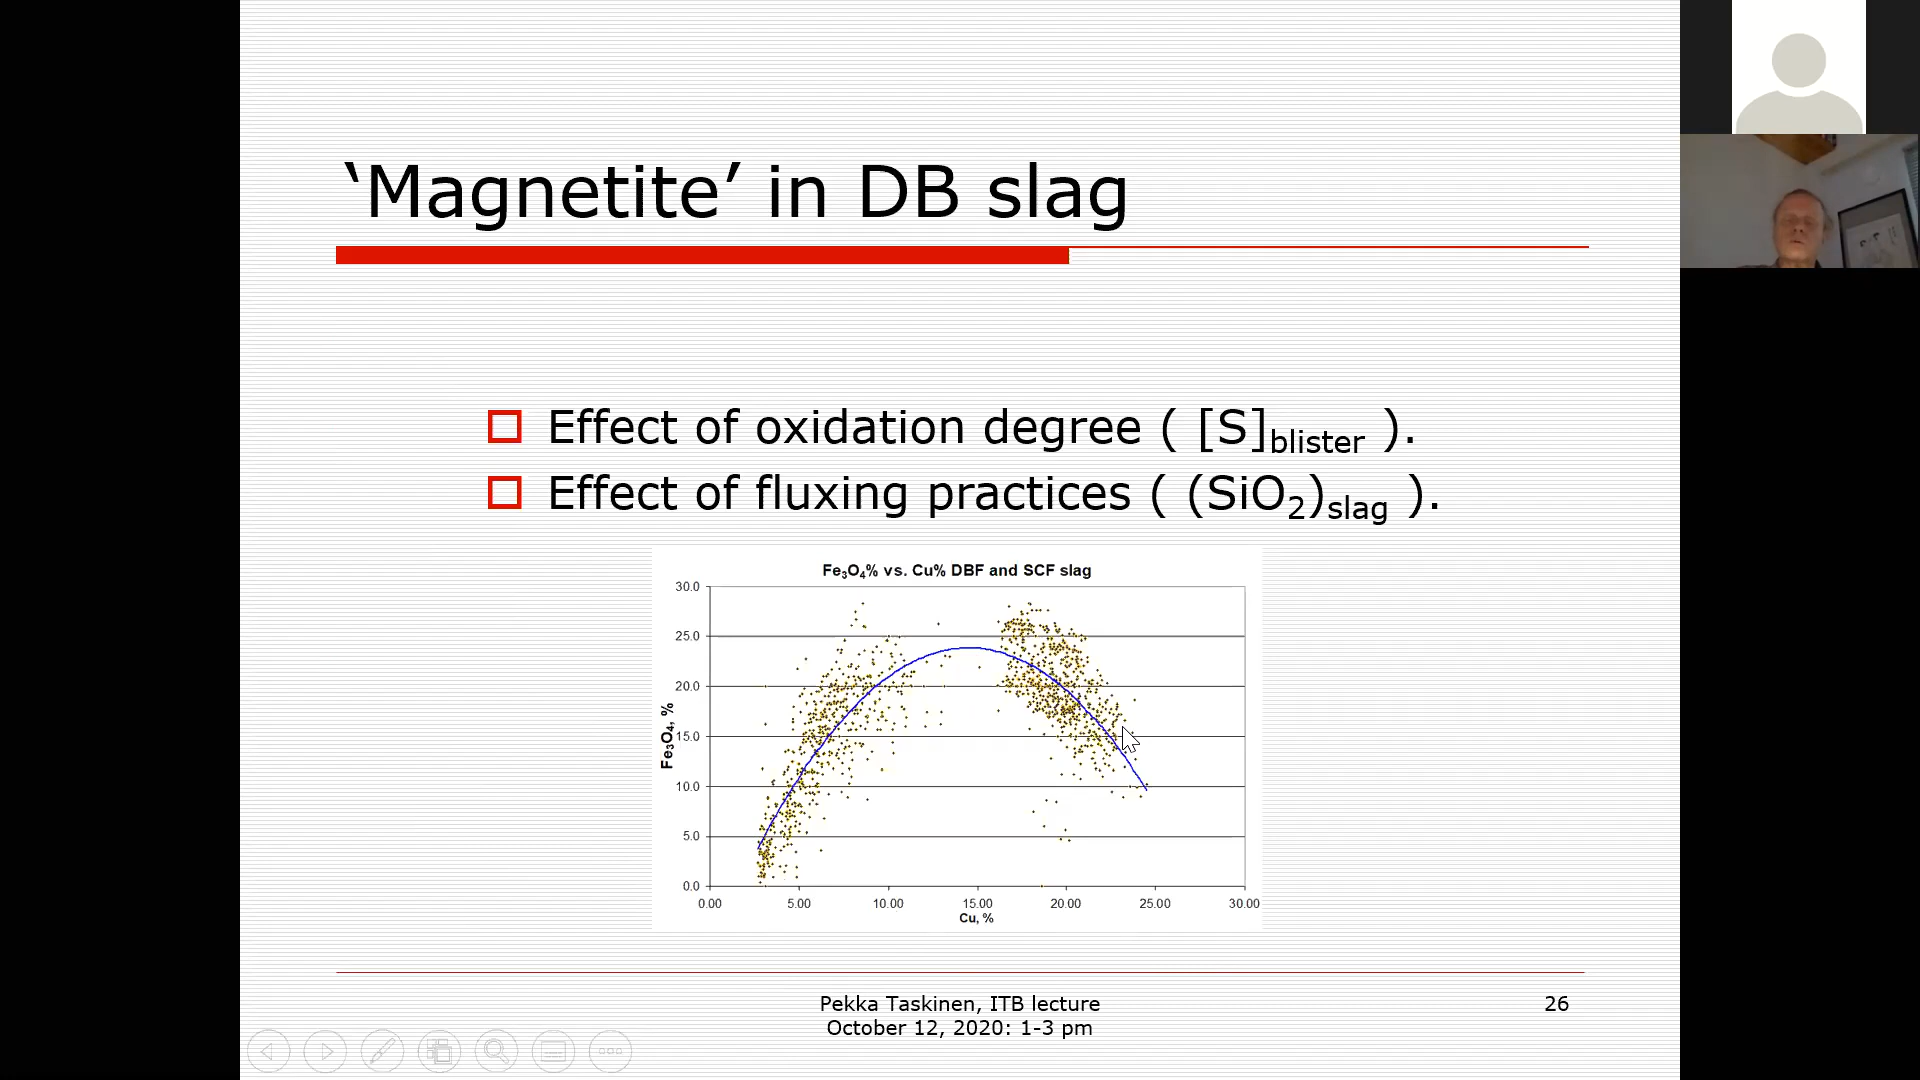 ‘Magnetite’ in DB slag
Effect of oxidation degree ( [S]blister ).
Effect of fluxing practices ( (SiO2)slag ).
Fe3O4% vs. Cu% DBF and SCF slag
30.0
25.0
20.0
15.0
10.0
5.0
0.0
Fe3O4, %
0.00 5.00 10.00 15.00 20.00 25.00 30.00
Cu, %
Pekka Taskinen, ITB lecture
October 12, 2020: 1-3 pm
26